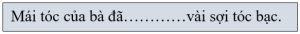 Mái tóc của bà đã…………vài sợi tóc bạc.